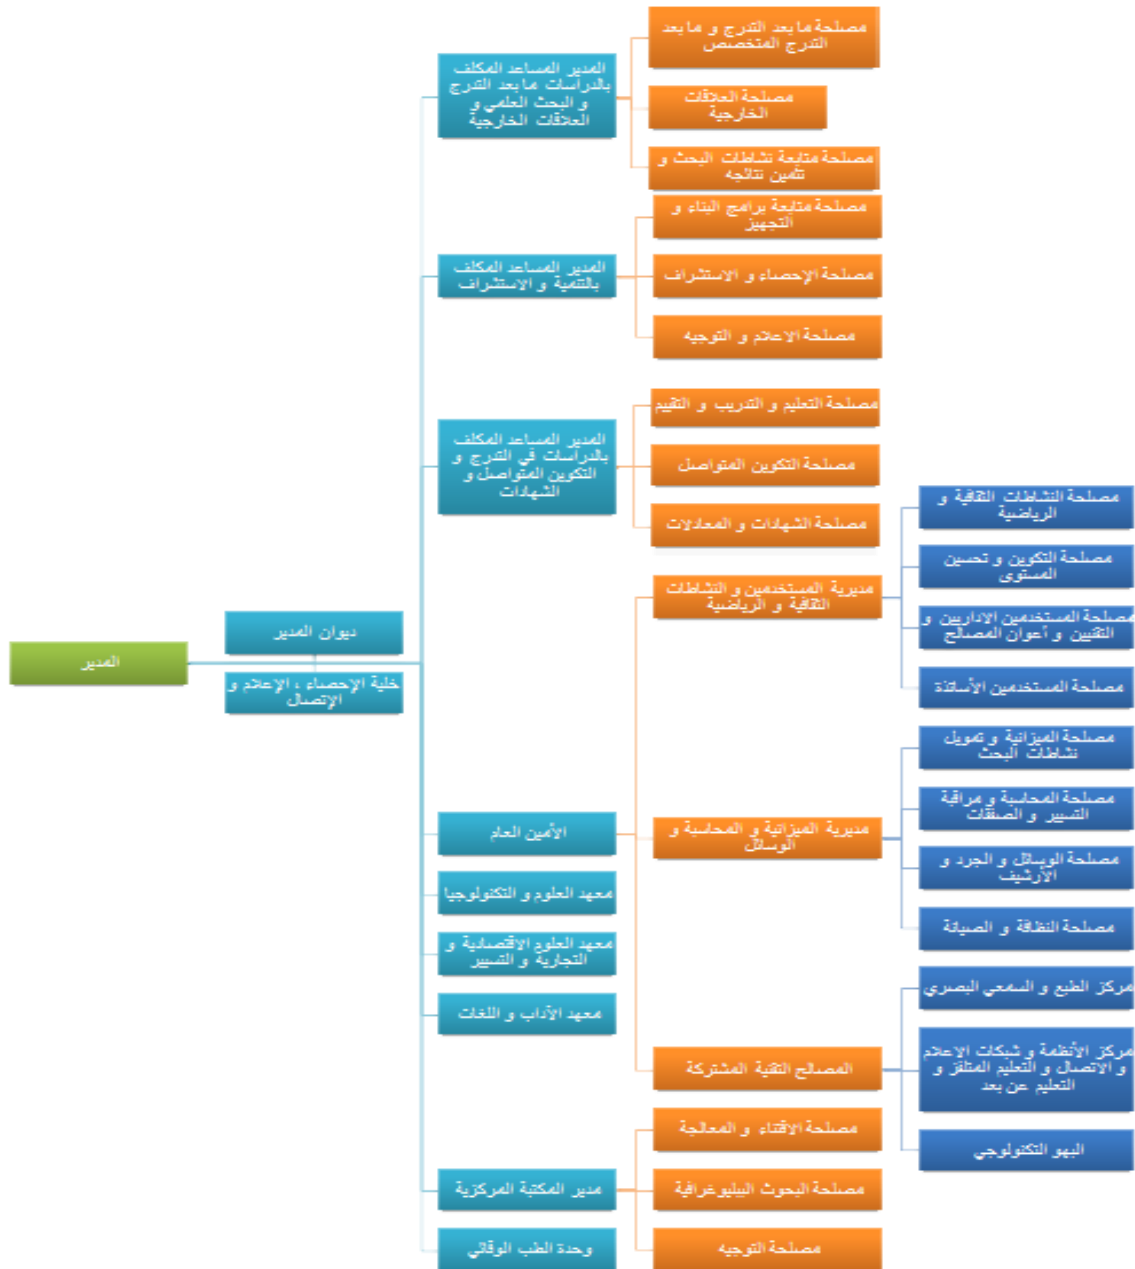 المدير
ديوان المدير
خلية الإحصاء ، الإعلام و
الإتصال
المدير المساعد المكلف
بالدراسات ما بعد التدرج
و البحث العلمي و
العلاقات الخارجية
مصلحة ما بعد التدرج و ما بعد
التدرج المتخصص
مصلحة العلاقات
الخارجية
مصلحة متابعة نشاطات البحث و
تثمين نتائجه
المدير المساعد المكلف
بالتنمية و الاستشراف
مصلحة متابعة برامج البناء و
التجهيز
مصلحة الإحصاء و الاستشراف
مصلحة الاعلام و التوجيه
المدير المساعد المكلف
بالدراسات في التدرج و
التكوين المتواصل و
الشهادات
مصلحة التعليم و التدريب و التقييم
مصلحة التكوين المتواصل
مصلحة الشهادات و المعادلات
الأمين العام
مديرية المستخدمين و النشاطات
الثقافية و الرياضية
مصلحة النشاطات الثقافية و
الرياضية
مصلحة التكوين و تحسين
المستوى
مصلحة المستخدمين الاداريين و
التقنيين و أعوان المصالح
مصلحة المستخدمين الأساتذة
مديرية الميزانية و المحاسبة و
الوسائل
مصلحة الميزانية و تمويل
نشاطات البحث
مصلحة المحاسبة و مراقبة
التسيير و الصفقات
مصلحة الوسائل و الجرد و
الأرشيف
مصلحة النظافة و الصيانة
المصالح التقنية المشتركة
مركز الطبع و السمعي البصري
مركز الأنظمة و شبكات الاعلام
و الاتصال و التعليم المتلفز و
التعليم عن بعد
البهو التكنولوجي
معهد العلوم و التكنولوجيا
معهد العلوم الاقتصادية و
التجارية و التسيير
معهد الآداب و اللغات
مدير المكتبة المركزية
مصلحة الاقتناء و المعالجة
مصلحة البحوث البيليوغرافية
مصلحة التوجيه
وحدة الطب الوقائي